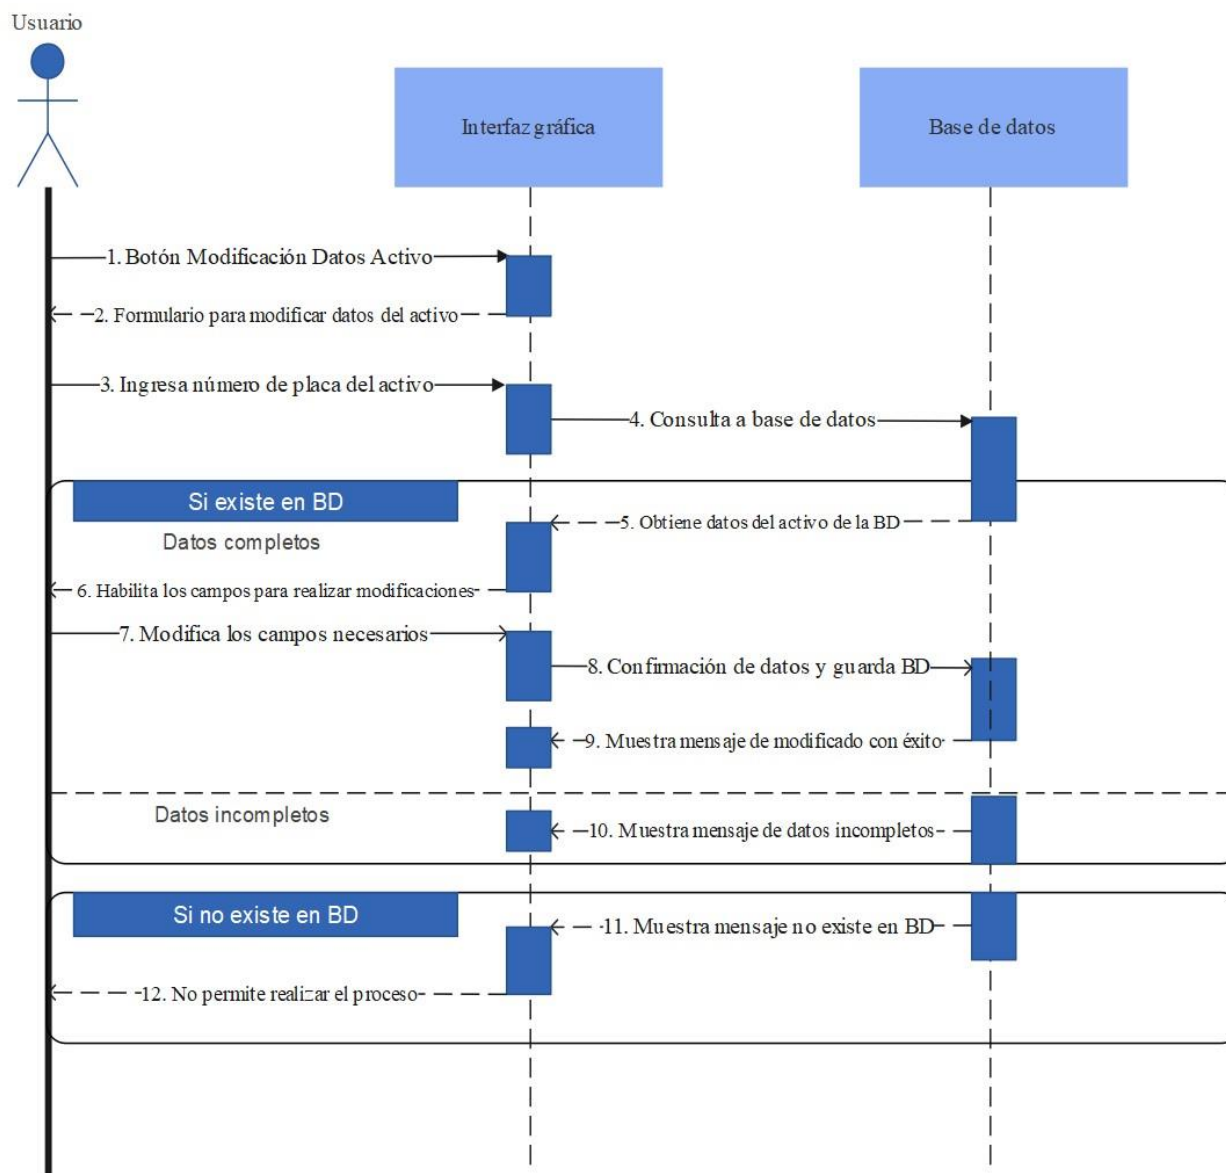 Usuario
Interfaz gráfica
Base de datos
1. Botón Modificación Datos Activo
2. Formulario para modificar datos del activo
3. Ingresa número de placa del activo
4. Consulta a base de datos
Si existe en BD
5. Obtiene datos del activo de la BD
Datos completos
6. Habilita los campos para realizar modificaciones
7. Modifica los campos necesarios
8. Confirmación de datos y guarda BD
9. Muestra mensaje de modificado con éxito
Datos incompletos
10. Muestra mensaje de datos incompletos
Si no existe en BD
11. Muestra mensaje no existe en BD
12. No permite realizar el proceso